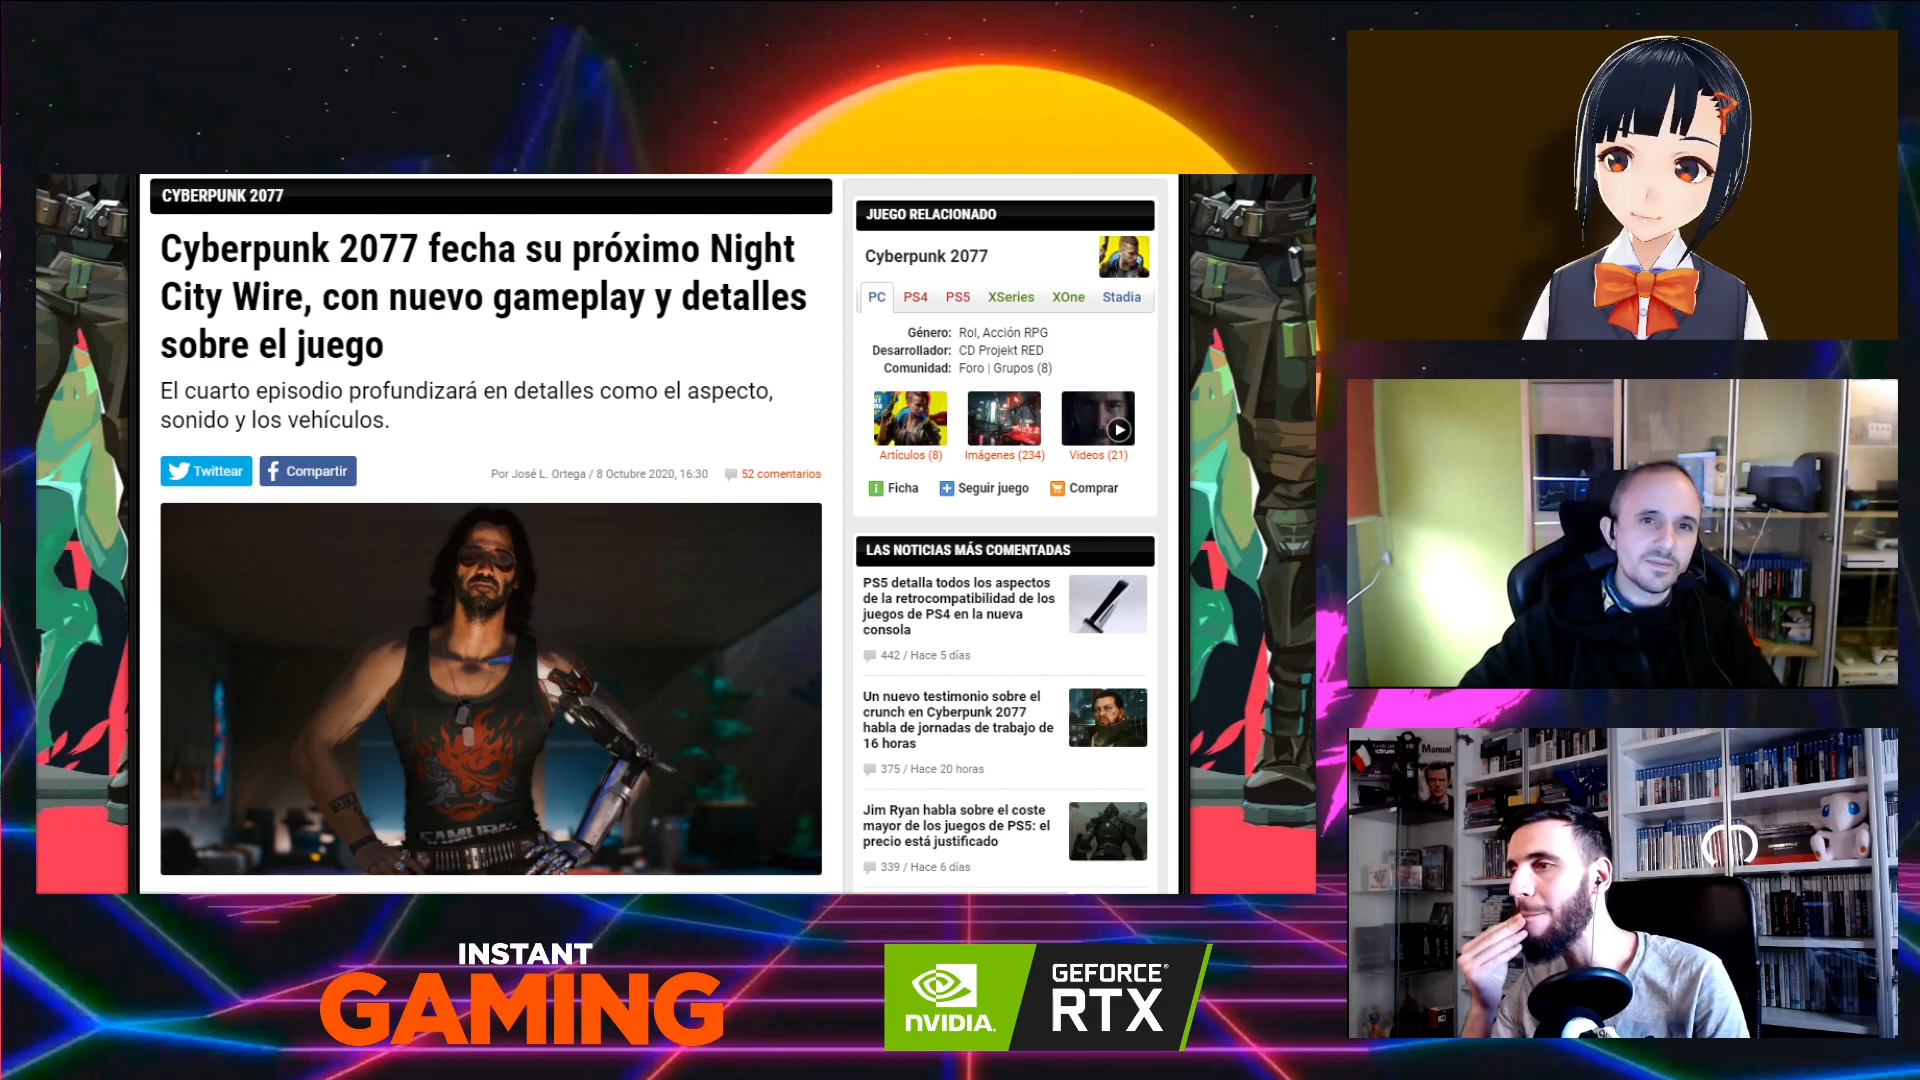 CYBERPUNK 2077
Cyberpunk 2077 fecha su próximo Night
City Wire, con nuevo gameplay y detalles
sobre el juego
El cuarto episodio profundizará en detalles como el aspecto,
sonido y los vehículos.
Twittear
Compartir
Por José L. Ortega / 8 Octubre 2020, 16:30
52 comentarios
SAMURAI
JUEGO RELACIONADO
Cyberpunk 2077
PC PS4 PS5 XSeries XOne Stadia
Género: Rol, Acción RPG
Desarrollador: CD Projekt RED
Comunidad: Foro | Grupos (8)
Artículos (8) Imágenes (234) Videos (21)
Ficha Seguir juego Comprar
LAS NOTICIAS MÁS COMENTADAS
PS5 detalla todos los aspectos
de la retrocompatibilidad de los
juegos de PS4 en la nueva
consola
442 / Hace 5 días
Un nuevo testimonio sobre el
crunch en Cyberpunk 2077
habla de jornadas de trabajo de
16 horas
375 / Hace 20 horas
Jim Ryan habla sobre el coste
mayor de los juegos de PS5: el
precio está justificado
339 / Hace 6 días
Manual
INSTANT
GAMING
NVIDIA.
GEFORCE
RTX